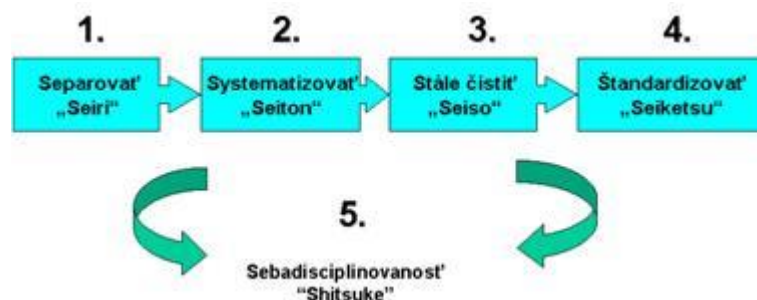 1.
Separovať
„Seiri“
2.
Systematizovať
„Seiton“
3.
Stále čistiť
„Seiso“
4.
Štandardizovať
„Seiketsu“
5.
Sebadisciplinovanosť
“Shitsuke”